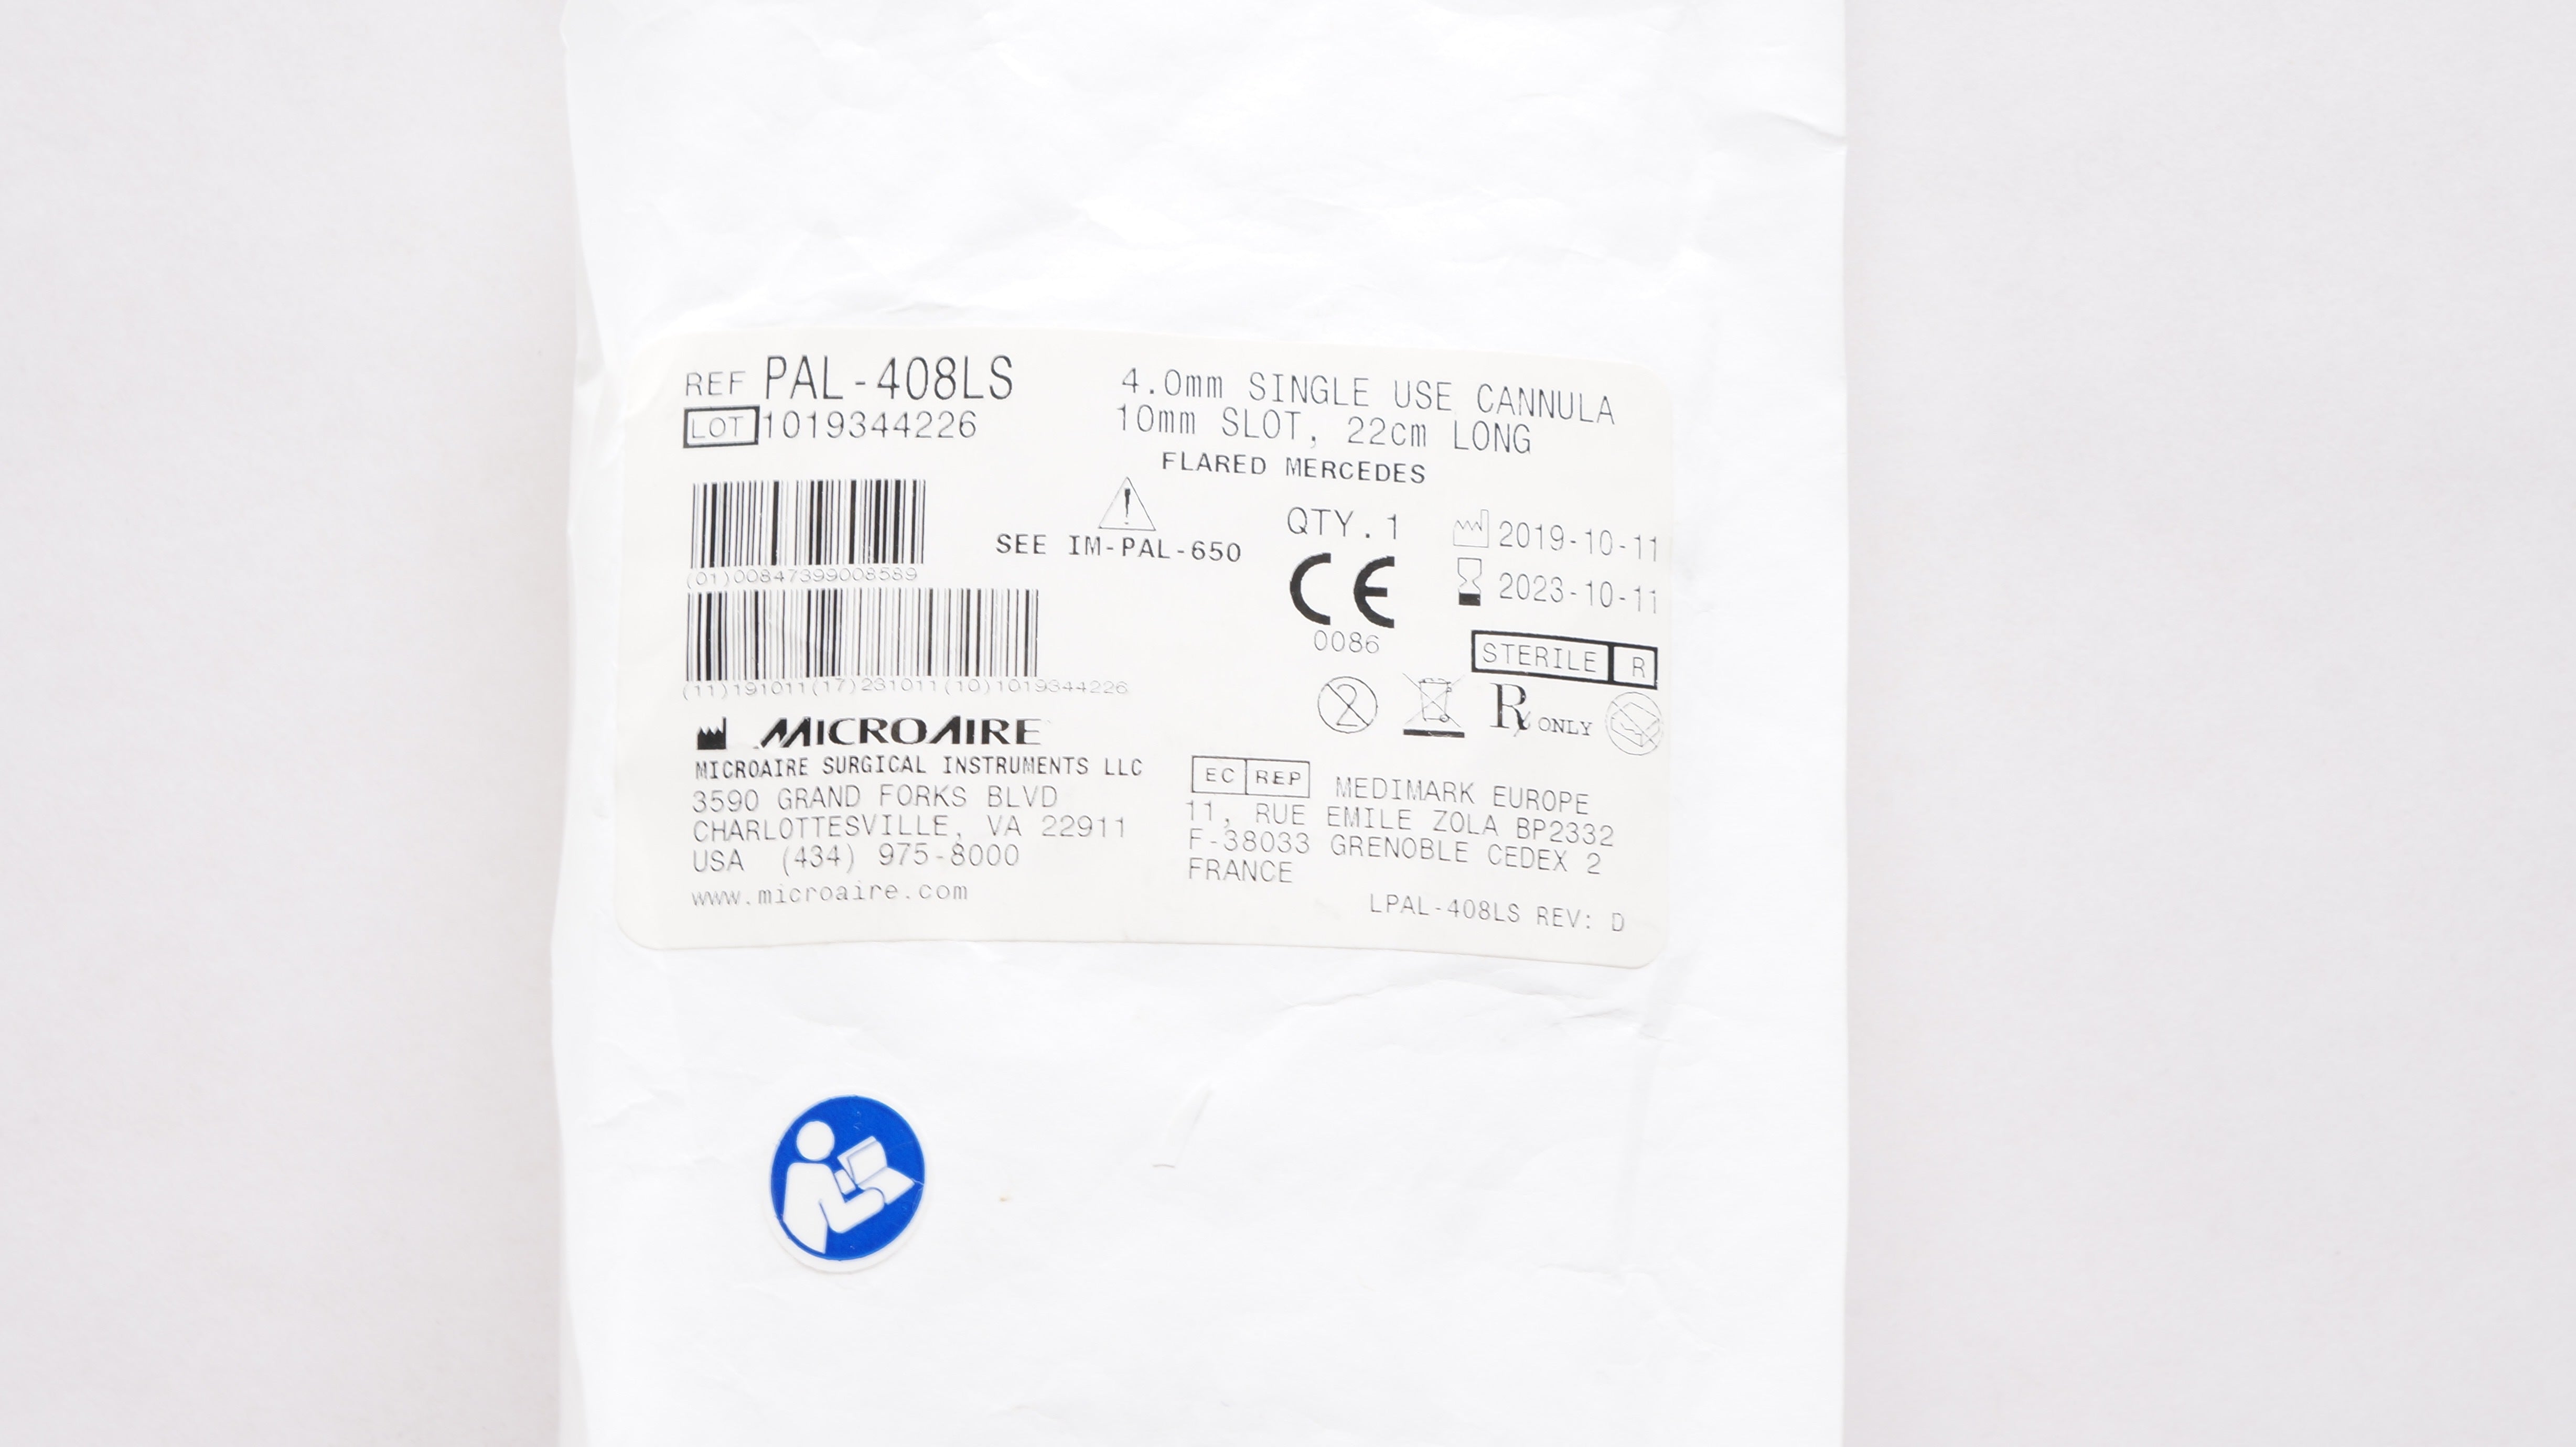 REF PAL-408LS
LOT 1019344226
4.0mm SINGLE USE CANNULA
10mm SLOT, 22cm LONG
FLARED MERCEDES
SEE IM-PAL-650
QTY. 1
2019-10-11
2023-10-11
(01)00847399008589
(11)191011(17)231011(10)1019344226
CE
0086
STERILE R
2
Rx ONLY
MICROAIRE
MICROAIRE SURGICAL INSTRUMENTS LLC
3590 GRAND FORKS BLVD
CHARLOTTESVILLE, VA 22911
USA (434) 975-8000
www.microaire.com
EC REP MEDIMARK EUROPE
11, RUE EMILE ZOLA BP2332
F-38033 GRENOBLE CEDEX 2
FRANCE
LPAL-408LS REV: D